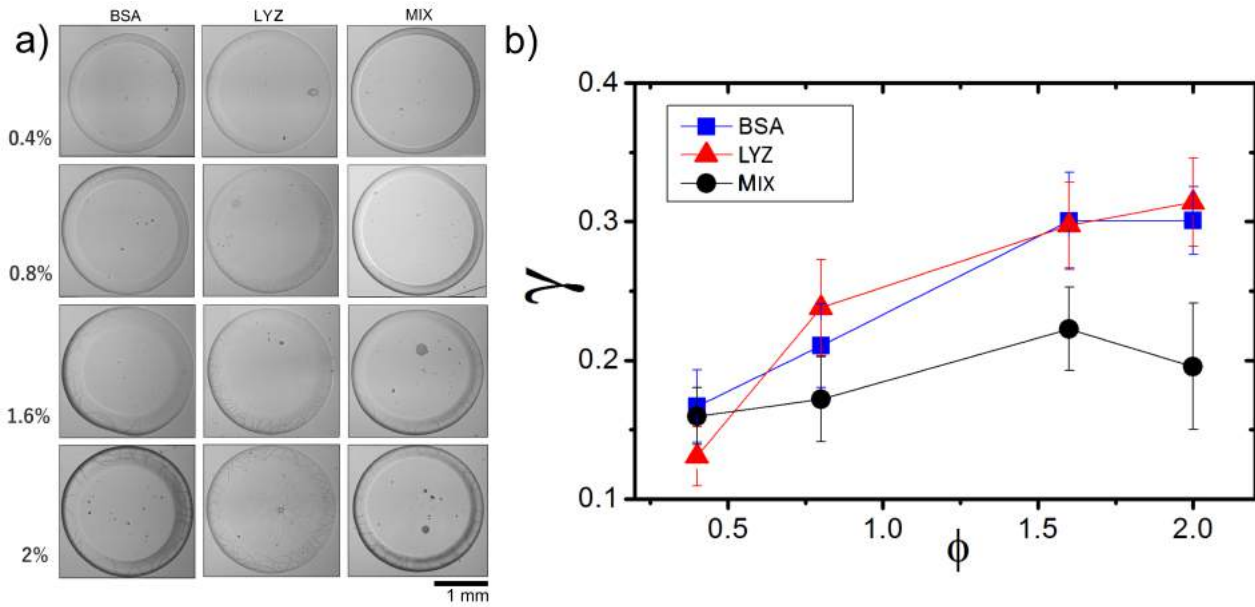 a)
BSA LYZ MIX
0.4%
0.8%
1.6%
2%
1 mm
b)
0.4
0.3
0.2
0.1
γ
BSA
LYZ
MIX
0.5 1.0 1.5 2.0
ϕ